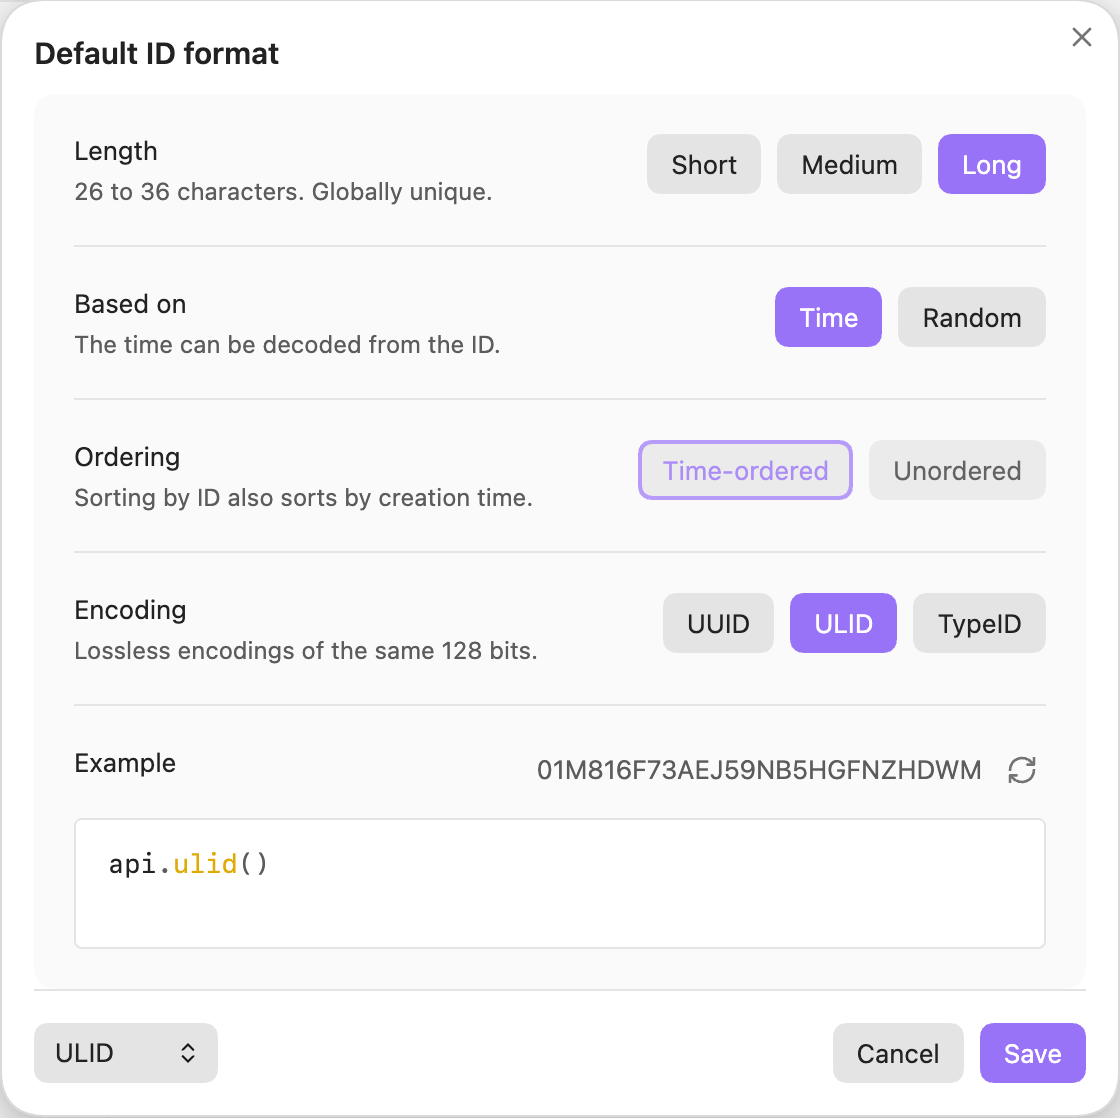 Default ID format
Length
26 to 36 characters. Globally unique.
Short Medium Long
Based on
The time can be decoded from the ID.
Time Random
Ordering
Sorting by ID also sorts by creation time.
Time-ordered Unordered
Encoding
Lossless encodings of the same 128 bits.
UUID ULID TypeID
Example
01M816F73AEJ59NB5HGFNZHDWM
api.ulid()
ULID
Cancel Save